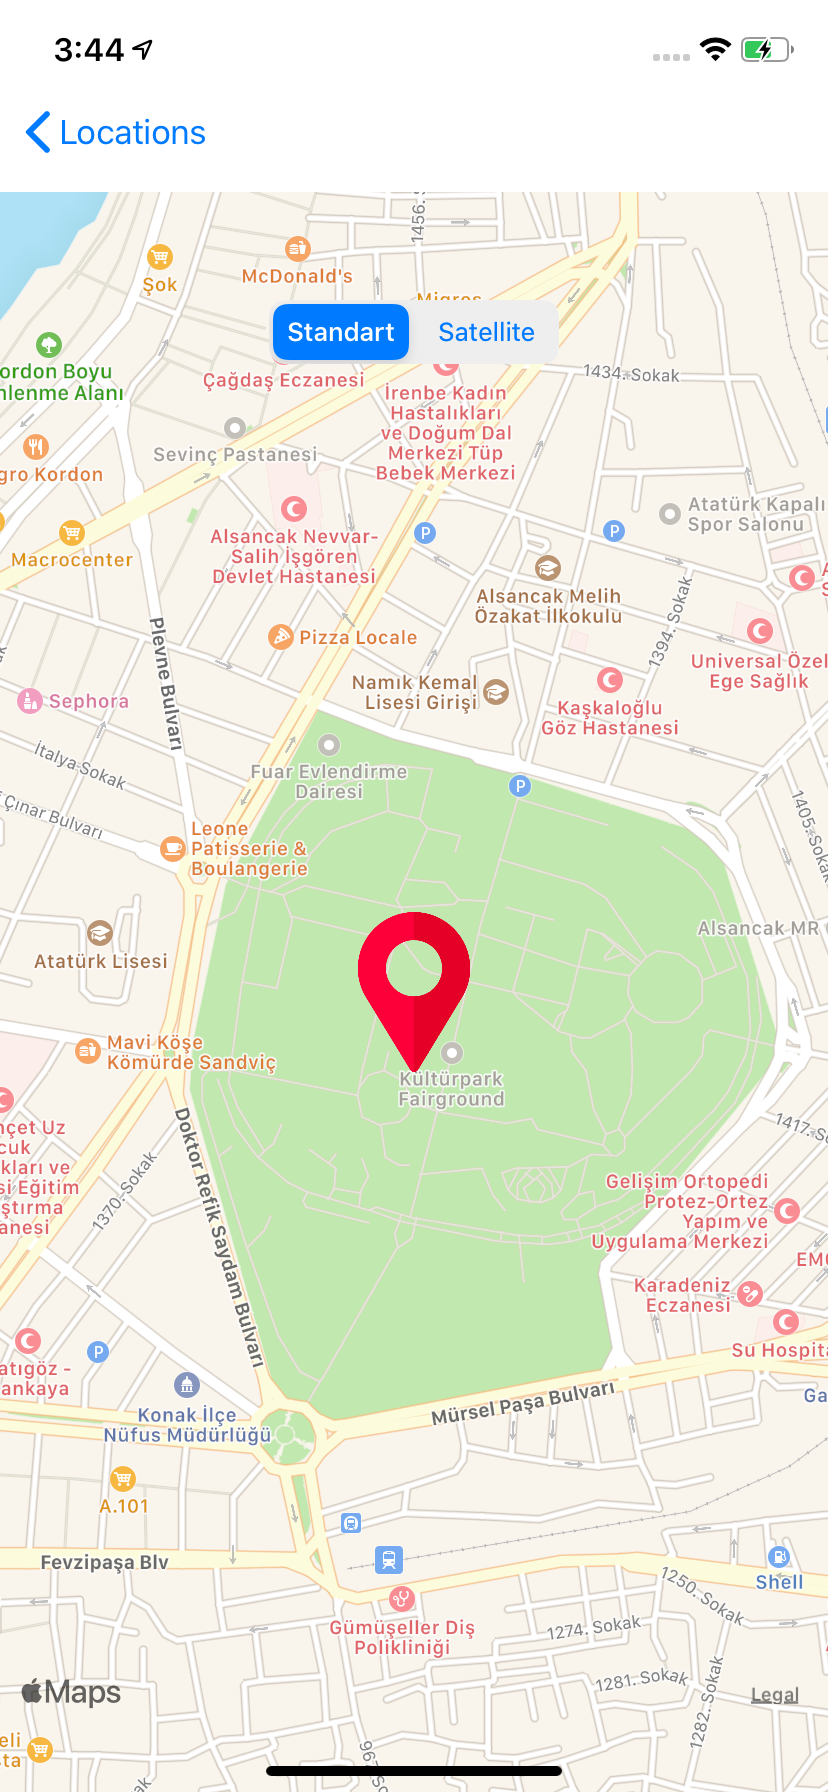 3:44
Locations
1456. S
McDonald's
Şok
Migros
Standart
Satellite
ordon Boyu
nlenme Alanı
Çağdaş Eczanesi
1434. Sokak
İrenbe Kadın
Hastalıkları
ve Doğum Dal
Merkezi Tüp
Bebek Merkezi
Sevinç Pastanesi
gro Kordon
Atatürk Kapalı
Spor Salonu
Alsancak Nevvar-
Salih İşgören
Devlet Hastanesi
P
P
Macrocenter
Alsancak Melih
Özakat İlkokulu
1394. Sokak
Plevne Bulvarı
Pizza Locale
Universal Özel
Ege Sağlık
Namık Kemal
Lisesi Girişi
Sephora
Kaşkaloğlu
Göz Hastanesi
İtalya Sokak
Fuar Evlendirme
Dairesi
P
Çınar Bulvarı
1405. Sokak
Leone
Patisserie &
Boulangerie
Alsancak MR
Atatürk Lisesi
Mavi Köşe
Kömürde Sandviç
Kültürpark
Fairground
1417. So
nçet Uz
cuk
kları ve
si Eğitim
ştırma
anesi
1370. Sokak
Doktor Refik Saydam Bulvarı
Gelişim Ortopedi
Protez-Ortez
Yapım ve
Uygulama Merkezi
EMO
Karadeniz
Eczanesi
P
Su Hospita
atıgöz -
ankaya
Konak İlçe
Nüfus Müdürlüğü
Mürsel Paşa Bulvarı
Ga
A.101
Fevzipaşa Blv
Shell
1250. Sokak
Gümüşeller Diş
Polikliniği
1274. Sokak
1281. Sokak
1282. Sokak
Maps
Legal
eli
sta
967. Sok
ak